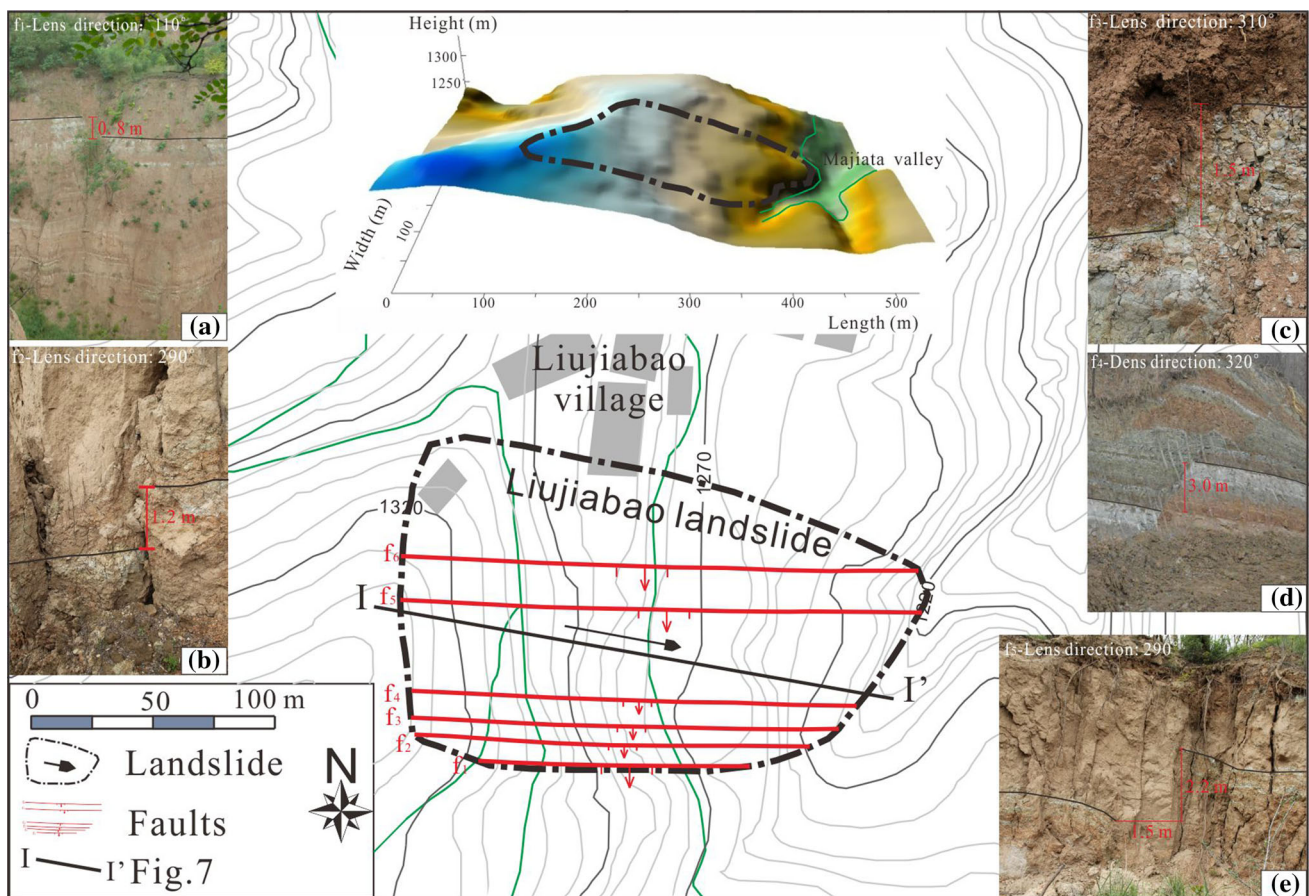 f1-Lens direction: 110°
0. 8 m
(a)
f2-Lens direction: 290°
1.2 m
(b)
Height (m)
1300
1250
Majiata valley
Width (m)
100
0
100
200
300
400
500
Length (m)
f3-Lens direction: 310°
1.8 m
(c)
f4-Dens direction: 320°
3.0 m
(d)
f5-Lens direction: 290°
2.2 m
1.5 m
(e)
Liujiabao
village
Liujiabao landslide
1270
1320
1220
f6
f5
I
I'
f4
f3
f2
f1
0 50 100 m
Landslide
N
Faults
I I' Fig.7